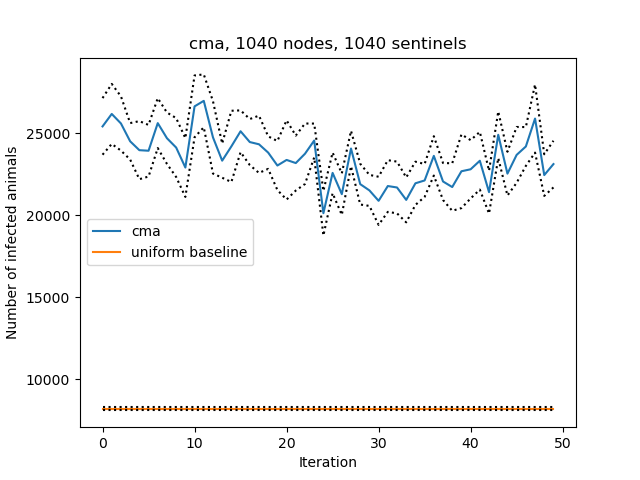 cma, 1040 nodes, 1040 sentinels
Number of infected animals
25000
20000
15000
10000
cma
uniform baseline
0
10
20
30
40
50
Iteration